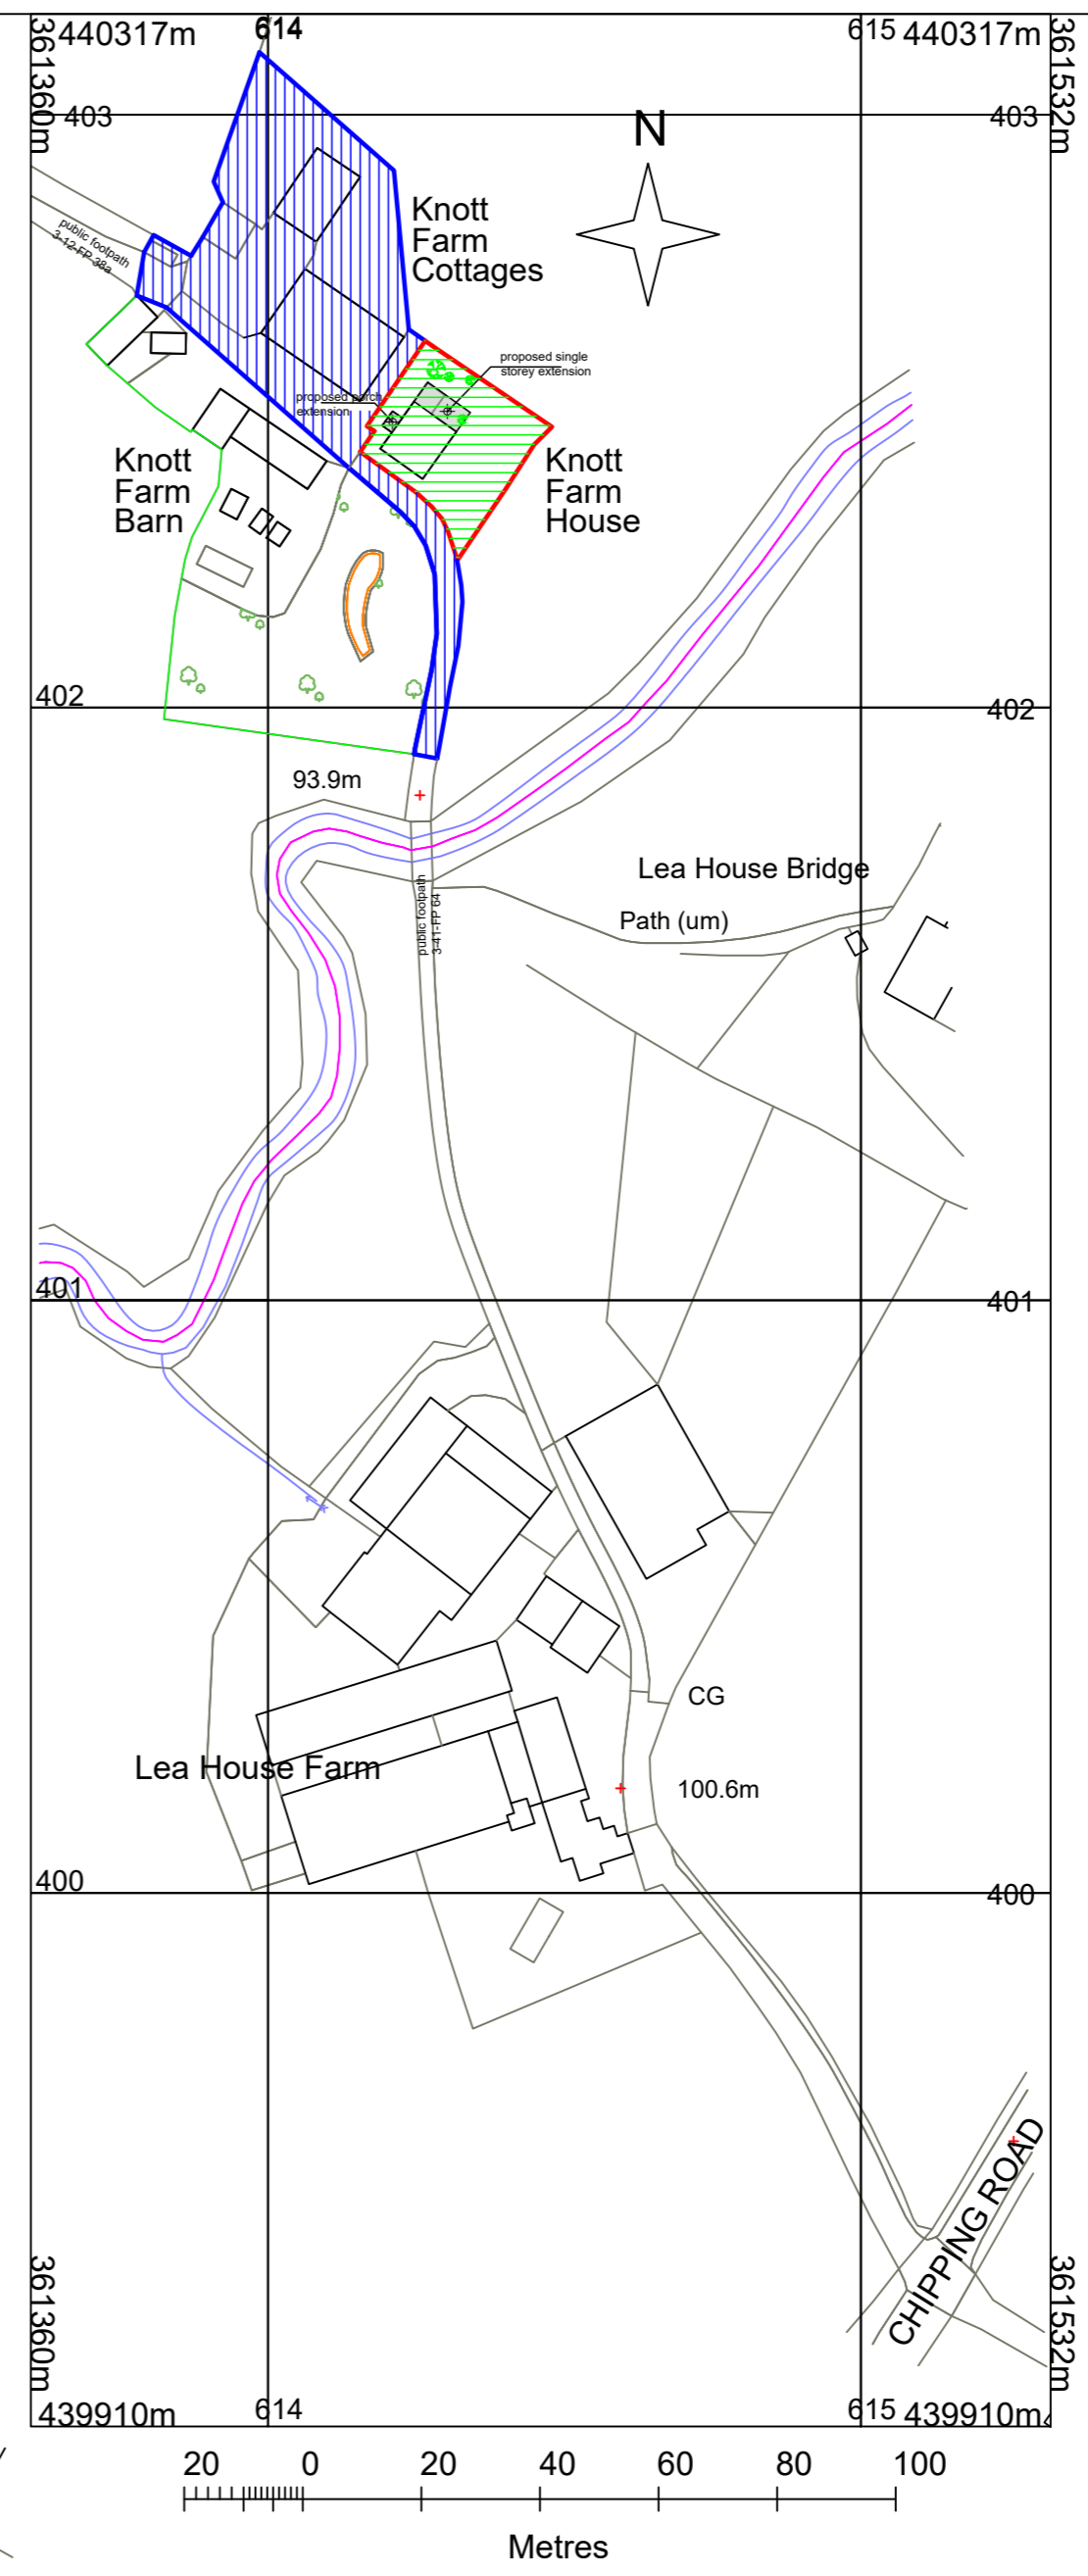 361360m
440317m
614
615
440317m
361532m
403
403
N
public footpath
3-12-FP 38a
Knott
Farm
Cottages
proposed single
storey extension
proposed porch
extension
Knott
Farm
Barn
Knott
Farm
House
402
402
93.9m
Lea House Bridge
public footpath
3-41-FP 64
Path (um)
401
401
CG
Lea House Farm
100.6m
400
400
CHIPPING ROAD
361360m
361532m
439910m
614
615
439910m
20 0 20 40 60 80 100
Metres